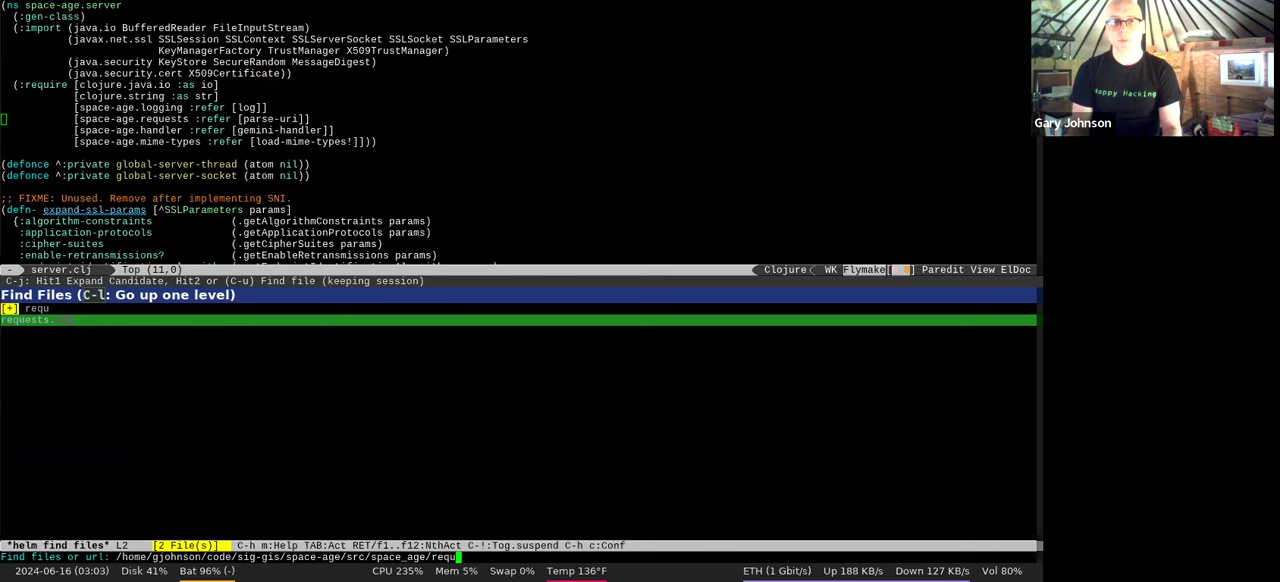 (ns space-age.server
(:gen-class)
(:import (java.io BufferedReader FileInputStream)
(javax.net.ssl SSLSession SSLContext SSLServerSocket SSLSocket SSLParameters
KeyManagerFactory TrustManager X509TrustManager)
(java.security KeyStore SecureRandom MessageDigest)
(java.security.cert X509Certificate))
(:require [clojure.java.io :as io]
[clojure.string :as str]
[space-age.logging :refer [log]]
[space-age.requests :refer [parse-uri]]
[space-age.handler :refer [gemini-handler]]
[space-age.mime-types :refer [load-mime-types!]]))
(defonce ^:private global-server-thread (atom nil))
(defonce ^:private global-server-socket (atom nil))
;; FIXME: Unused. Remove after implementing SNI.
(defn- expand-ssl-params [^SSLParameters params]
{:algorithm-constraints (.getAlgorithmConstraints params)
:application-protocols (.getApplicationProtocols params)
:cipher-suites (.getCipherSuites params)
:enable-retransmissions? (.getEnableRetransmissions params)
- server.clj Top (11,0) Clojure WK Flymake[ 8] Paredit View ElDoc
C-j: Hit1 Expand Candidate, Hit2 or (C-u) Find file (keeping session)
Find Files (C-l: Go up one level)
[+] requ
requests.
*helm find files* L2 [2 File(s)] C-h m:Help TAB:Act RET/f1..f12:NthAct C-!:Tog.suspend C-h c:Conf
Find files or url: /home/gjohnson/code/sig-gis/space-age/src/space_age/requ
2024-06-16 (03:03) Disk 41% Bat 96% (-) CPU 235% Mem 5% Swap 0% Temp 136°F ETH (1 Gbit/s) Up 188 KB/s Down 127 KB/s Vol 80%
Happy Hacking
Gary Johnson